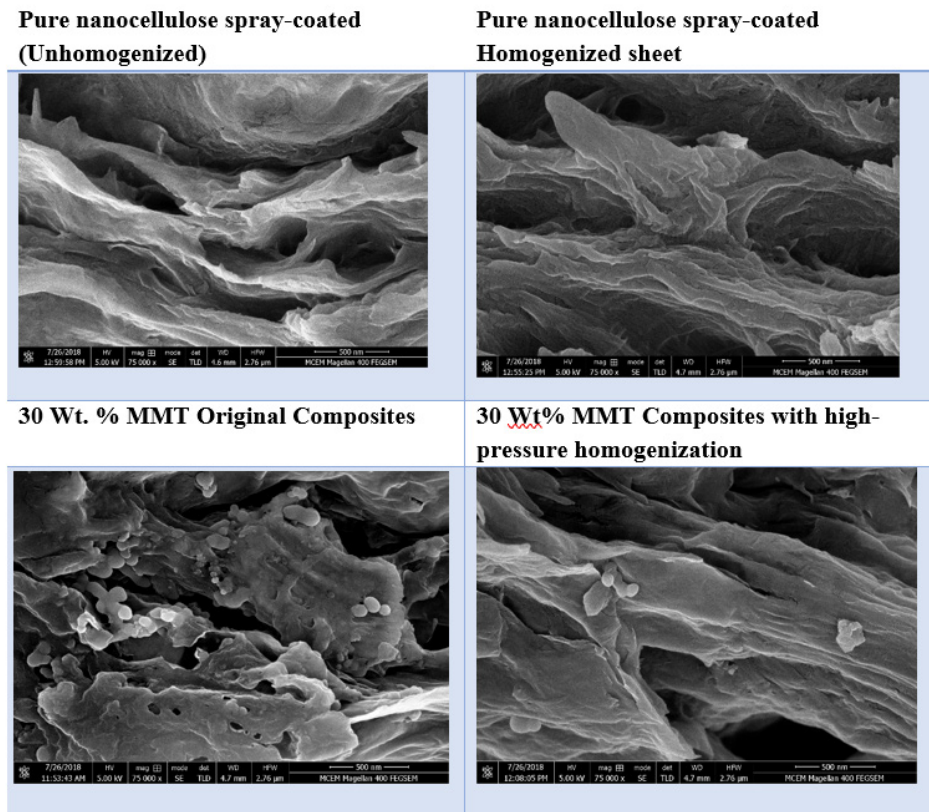 Pure nanocellulose spray-coated
(Unhomogenized)
Pure nanocellulose spray-coated
Homogenized sheet
7/26/2018 HV mag mode det WD HFW 500 nm
12:59:58 PM 5.00 kV 75 000 x SE TLD 4.6 mm 2.76 µm MCEM Magellan 400 FEGSEM
7/26/2018 HV mag mode det WD HFW 500 nm
12:55:25 PM 5.00 kV 75 000 x SE TLD 4.7 mm 2.76 µm MCEM Magellan 400 FEGSEM
30 Wt. % MMT Original Composites
30 Wt% MMT Composites with high-
pressure homogenization
7/26/2018 HV mag mode det WD HFW 500 nm
11:53:43 AM 5.00 kV 75 000 x SE TLD 4.7 mm 2.76 µm MCEM Magellan 400 FEGSEM
7/26/2018 HV mag mode det WD HFW 500 nm
12:08:05 PM 5.00 kV 75 000 x SE TLD 4.7 mm 2.76 µm MCEM Magellan 400 FEGSEM